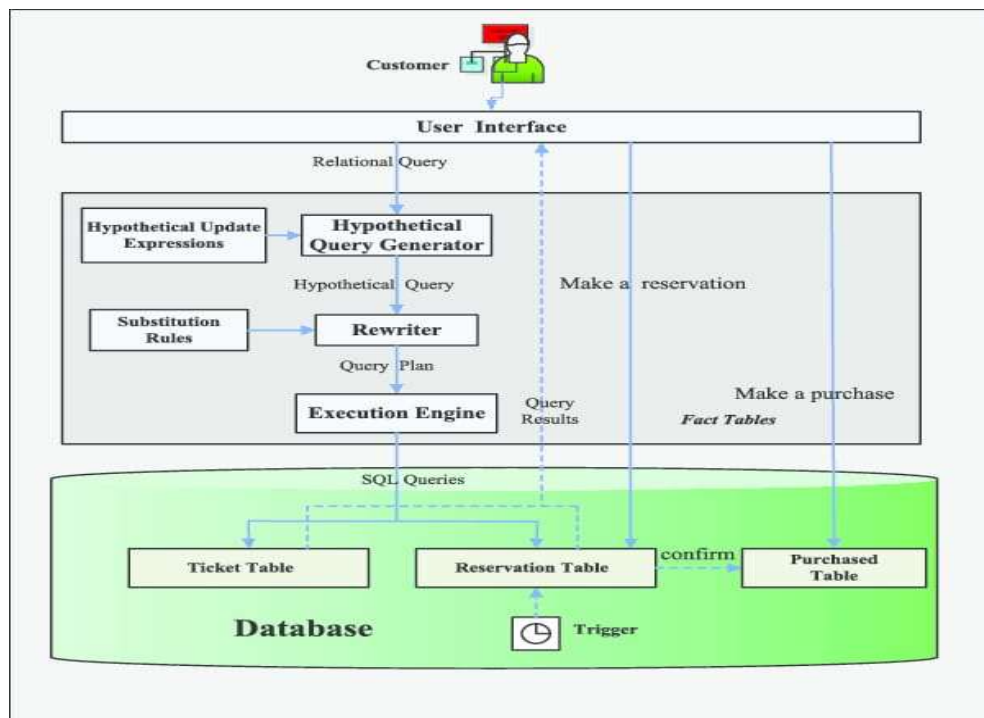 Customer
User Interface
Relational Query
Hypothetical Update
Expressions
Hypothetical
Query Generator
Hypothetical Query
Make a reservation
Substitution
Rules
Rewriter
Query Plan
Make a purchase
Execution Engine
Query
Results
Fact Tables
SQL Queries
Ticket Table
Reservation Table
confirm
Purchased
Table
Database
Trigger